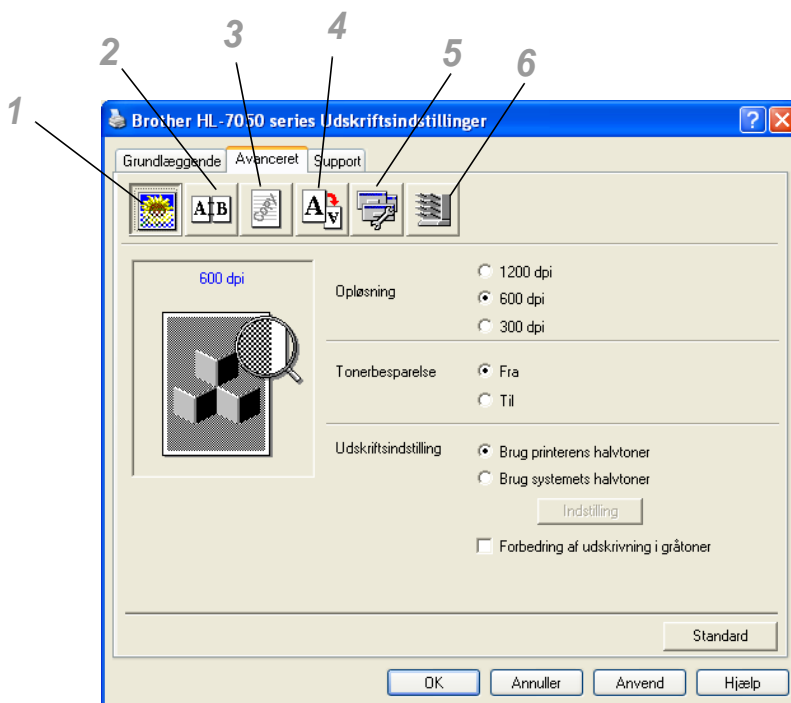 1
2
3
4
5
6
Brother HL-7050 series Udskriftsindstillinger
Grundlæggende Avanceret Support
A B
COPY
A A
600 dpi
Opløsning
1200 dpi
600 dpi
300 dpi
Tonerbesparelse
Fra
Til
Udskriftsindstilling
Brug printerens halvtoner
Brug systemets halvtoner
Indstilling
Forbedring af udskrivning i gråtoner
Standard
OK Annuller Anvend Hjælp